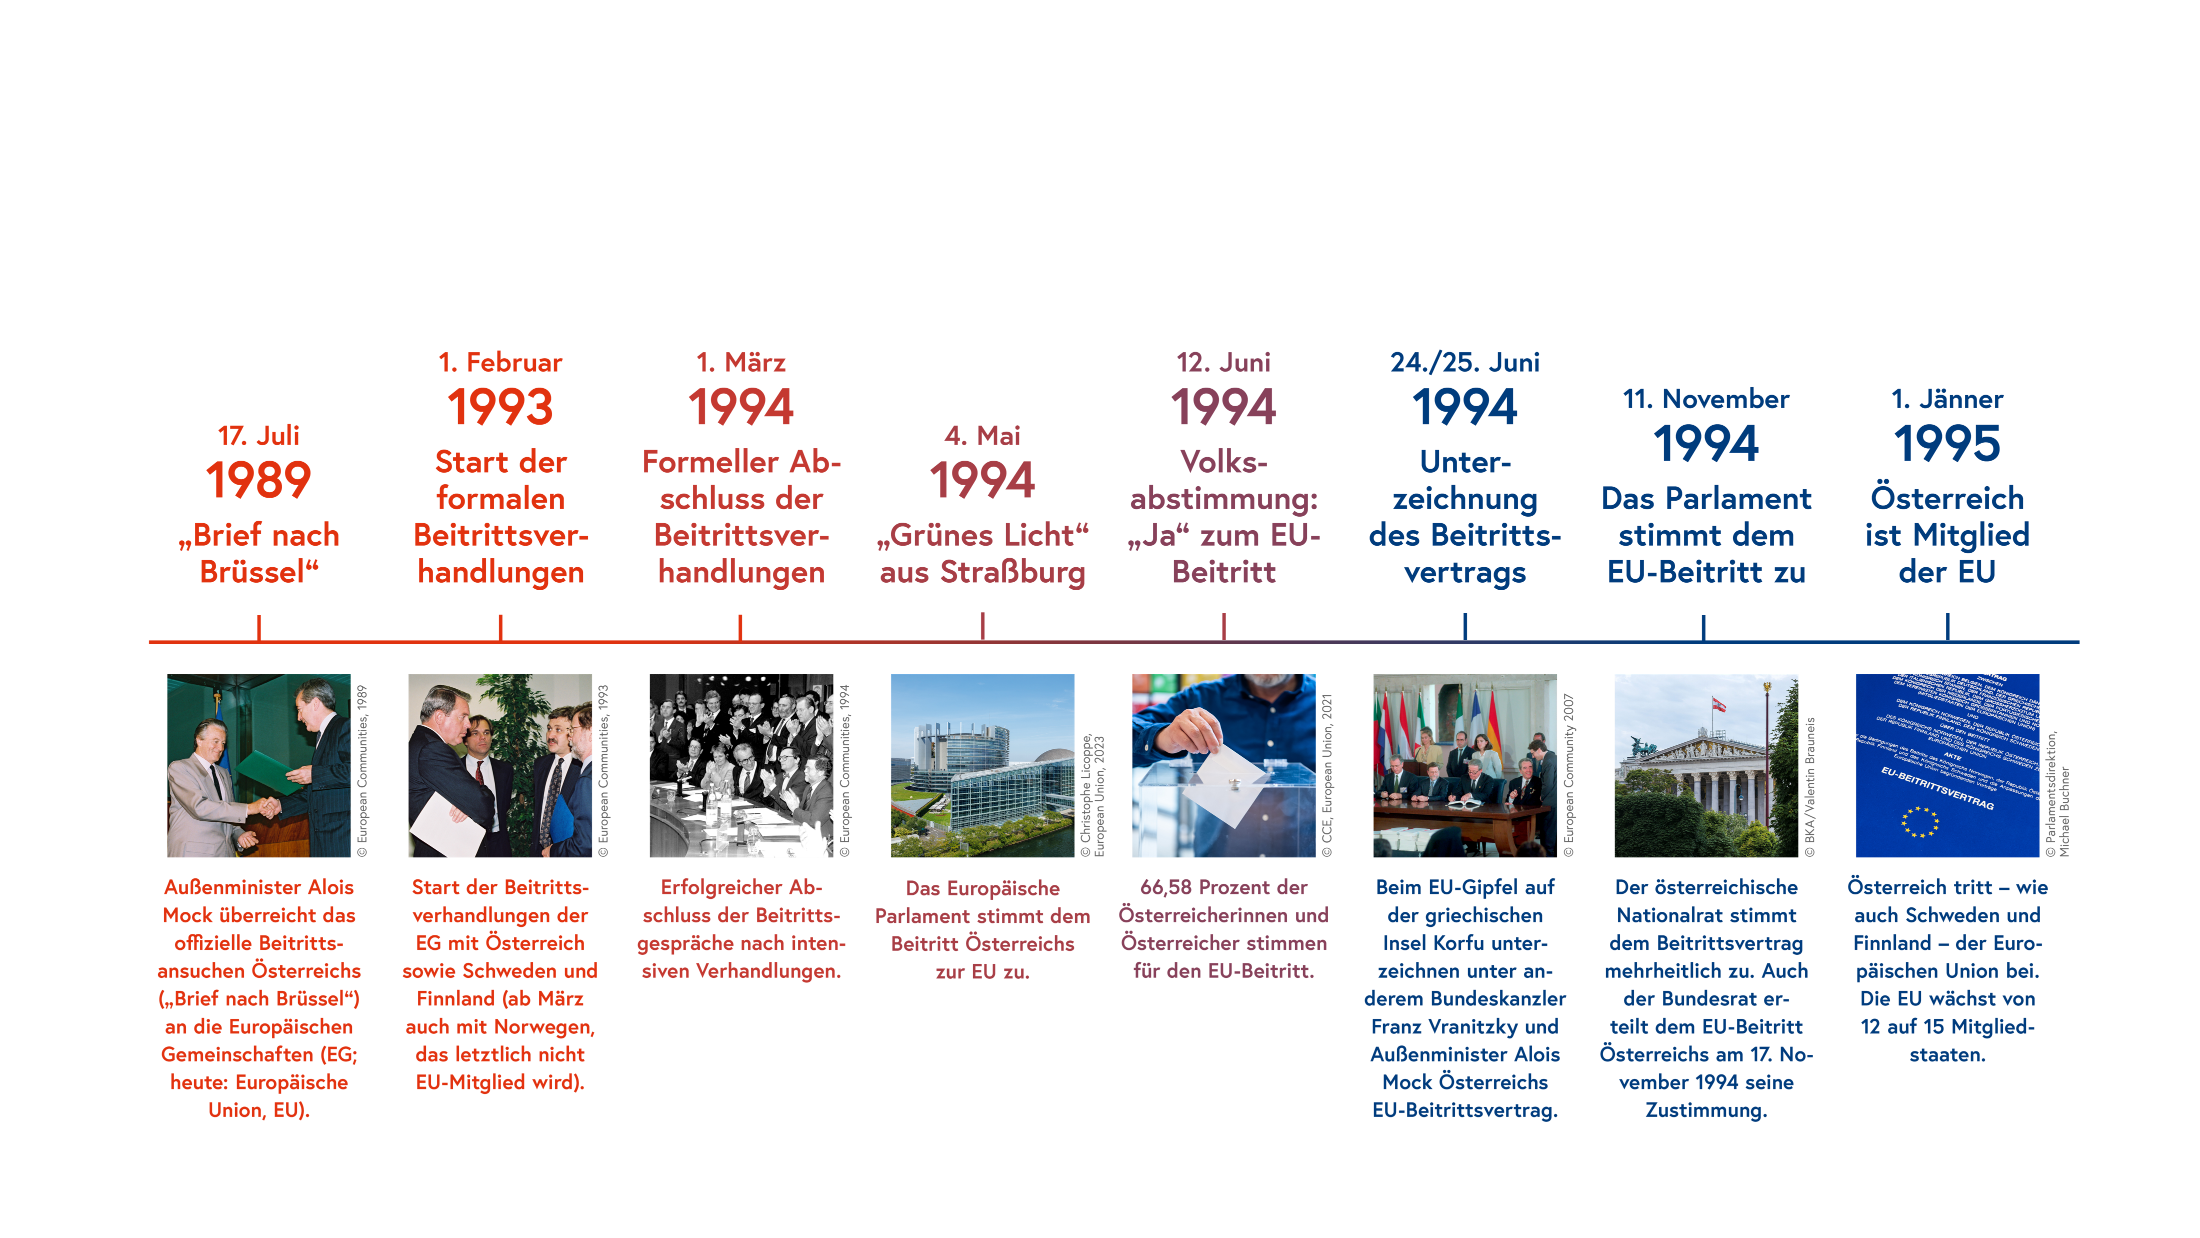 17. Juli
1989
„Brief nach
Brüssel“
1. Februar
1993
Start der
formalen
Beitrittsver-
handlungen
1. März
1994
Formeller Ab-
schluss der
Beitrittsver-
handlungen
4. Mai
1994
„Grünes Licht“
aus Straßburg
12. Juni
1994
Volks-
abstimmung:
„Ja“ zum EU-
Beitritt
24./25. Juni
1994
Unter-
zeichnung
des Beitritts-
vertrags
11. November
1994
Das Parlament
stimmt dem
EU-Beitritt zu
1. Jänner
1995
Österreich
ist Mitglied
der EU
© European Communities, 1989
© European Communities, 1993
© European Communities, 1994
© Christophe Licoppe,
European Union, 2023
© CCE, European Union, 2021
© European Community 2007
© BKA/Valentin Brauneis
EU-BEITRITTSVERTRAG
© Parlamentsdirektion,
Michael Buchner
Außenminister Alois
Mock überreicht das
offizielle Beitritts-
ansuchen Österreichs
(„Brief nach Brüssel“)
an die Europäischen
Gemeinschaften (EG;
heute: Europäische
Union, EU).
Start der Beitritts-
verhandlungen der
EG mit Österreich
sowie Schweden und
Finnland (ab März
auch mit Norwegen,
das letztlich nicht
EU-Mitglied wird).
Erfolgreicher Ab-
schluss der Beitritts-
gespräche nach inten-
siven Verhandlungen.
Das Europäische
Parlament stimmt dem
Beitritt Österreichs
zur EU zu.
66,58 Prozent der
Österreicherinnen und
Österreicher stimmen
für den EU-Beitritt.
Beim EU-Gipfel auf
der griechischen
Insel Korfu unter-
zeichnen unter an-
derem Bundeskanzler
Franz Vranitzky und
Außenminister Alois
Mock Österreichs
EU-Beitrittsvertrag.
Der österreichische
Nationalrat stimmt
dem Beitrittsvertrag
mehrheitlich zu. Auch
der Bundesrat er-
teilt dem EU-Beitritt
Österreichs am 17. No-
vember 1994 seine
Zustimmung.
Österreich tritt – wie
auch Schweden und
Finnland – der Euro-
päischen Union bei.
Die EU wächst von
12 auf 15 Mitglied-
staaten.